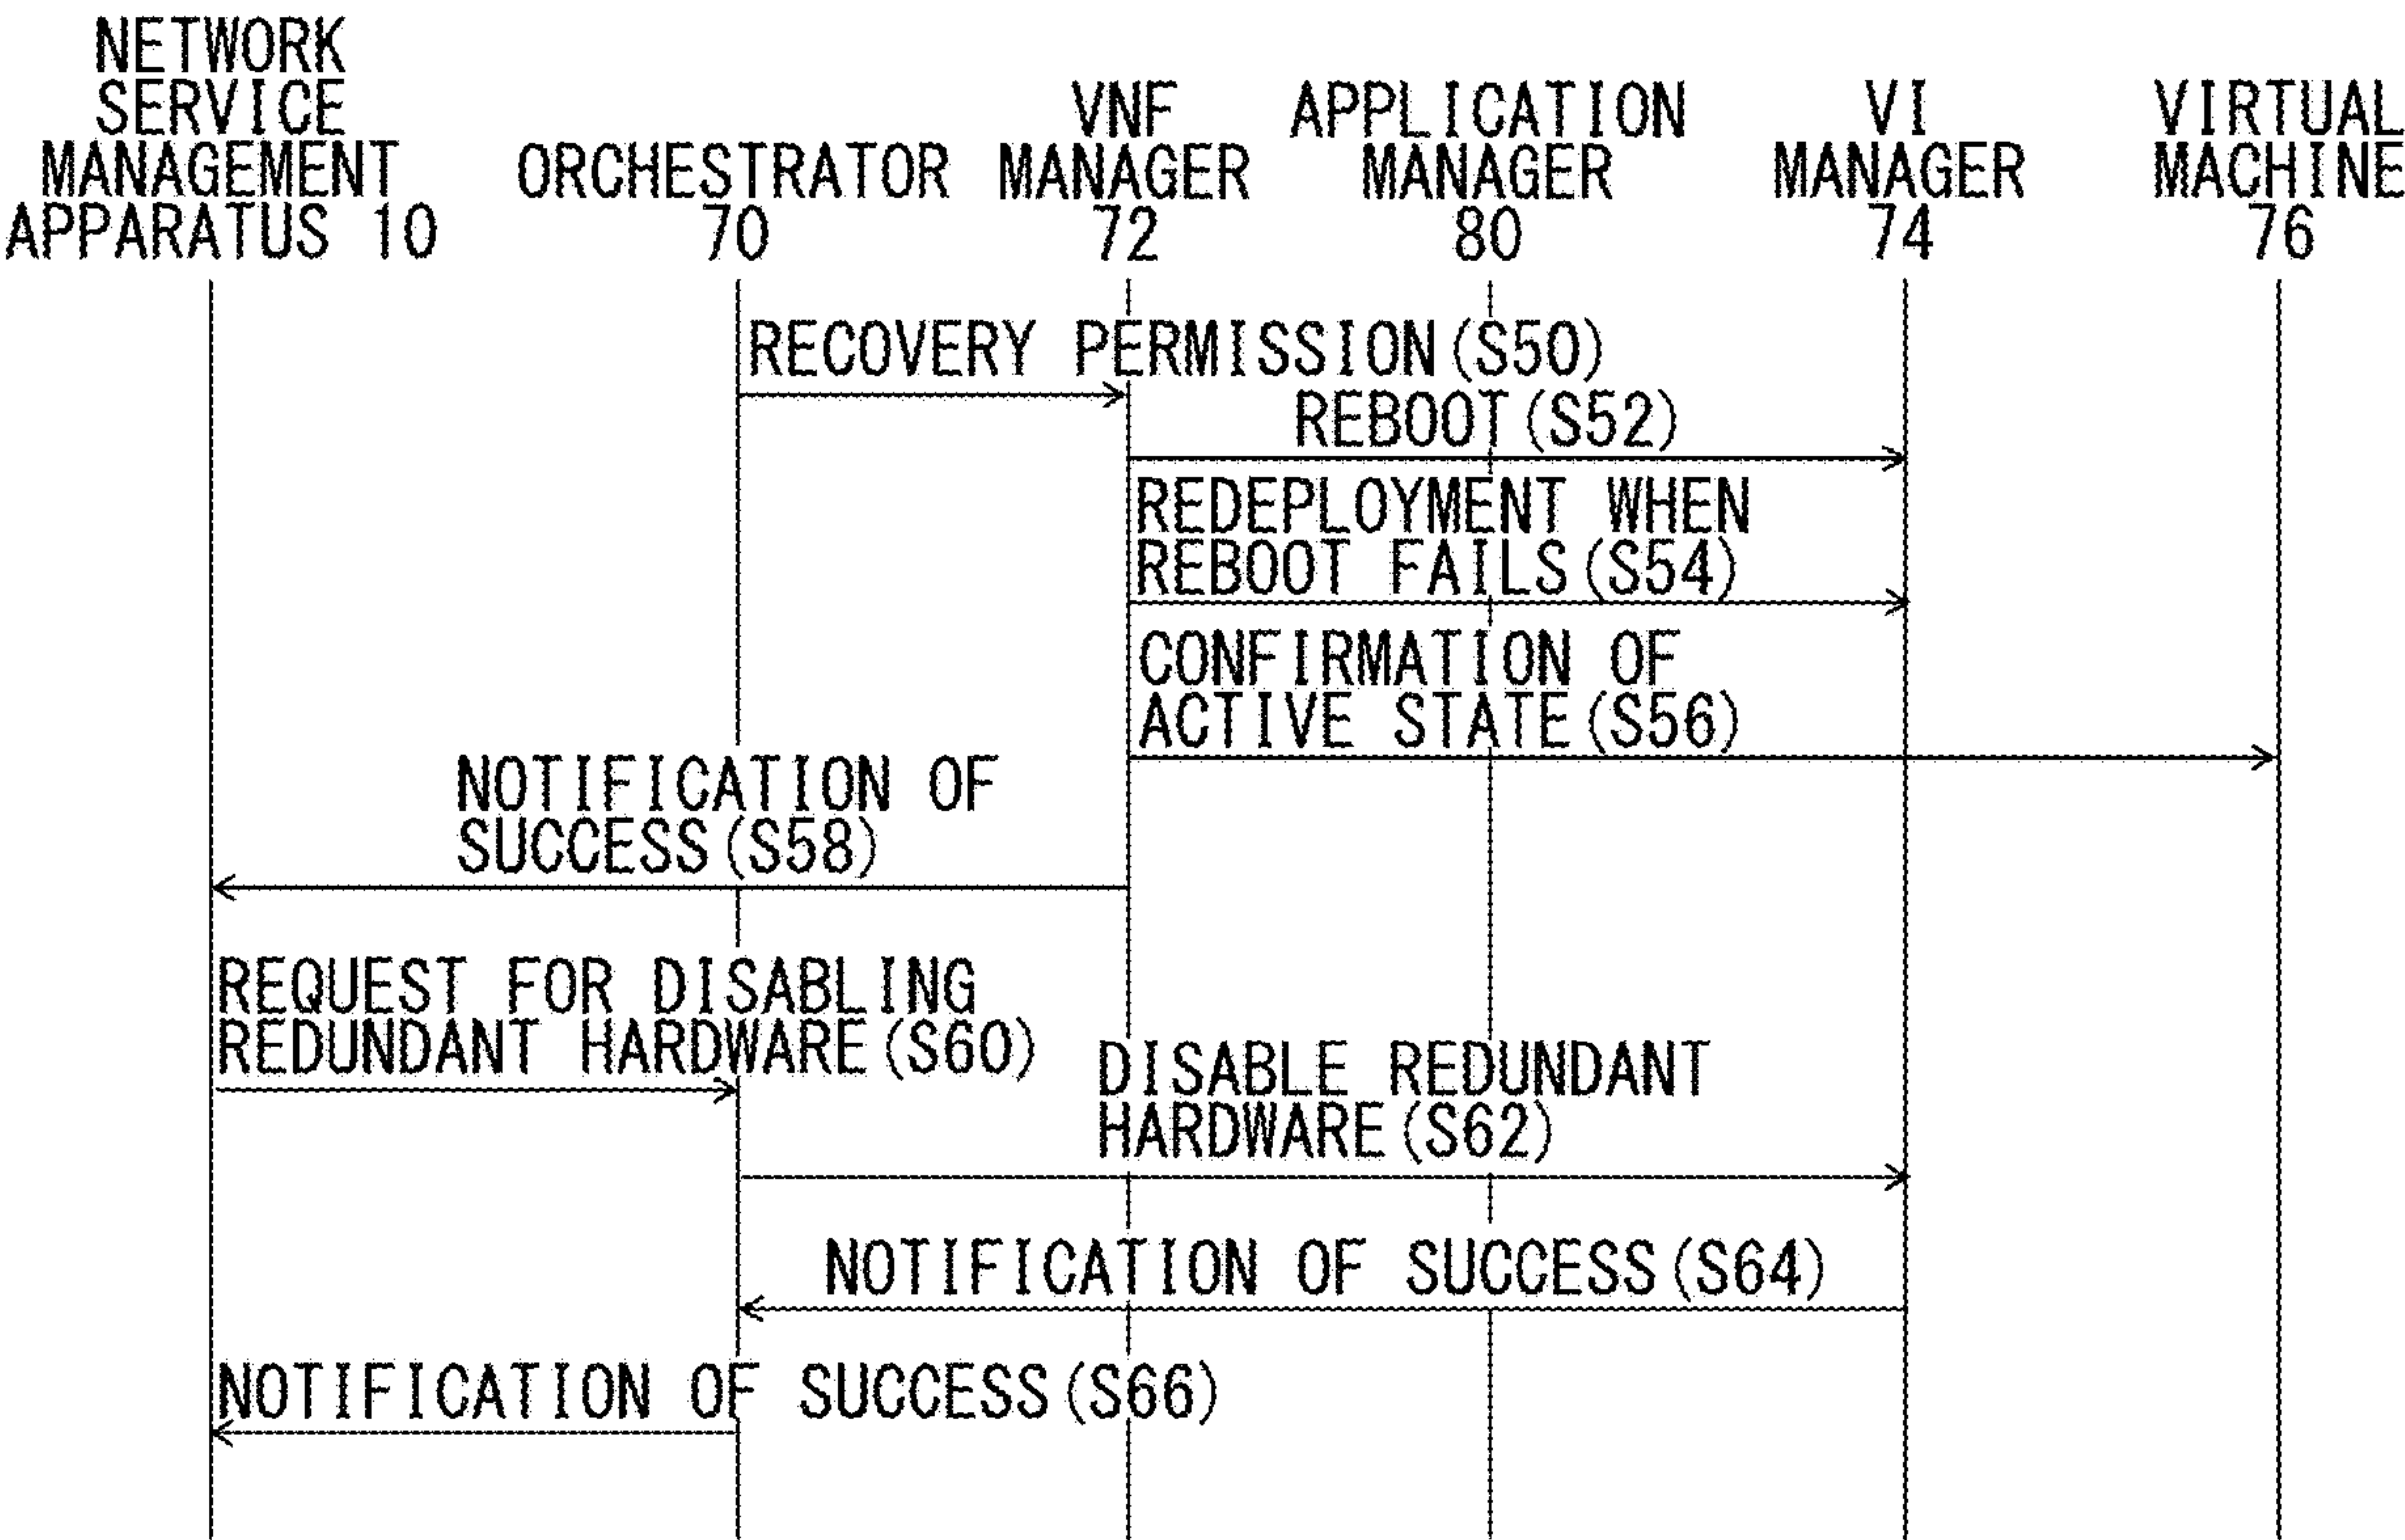 NETWORK
SERVICE
MANAGEMENT
APPARATUS 10
ORCHESTRATOR
70
VNF
MANAGER
72
APPLICATION
MANAGER
80
VI
MANAGER
74
VIRTUAL
MACHINE
76
RECOVERY PERMISSION(S50)
REBOOT(S52)
REDEPLOYMENT WHEN
REBOOT FAILS(S54)
CONFIRMATION OF
ACTIVE STATE(S56)
NOTIFICATION OF
SUCCESS(S58)
REQUEST FOR DISABLING
REDUNDANT HARDWARE(S60)
DISABLE REDUNDANT
HARDWARE(S62)
NOTIFICATION OF SUCCESS(S64)
NOTIFICATION OF SUCCESS(S66)